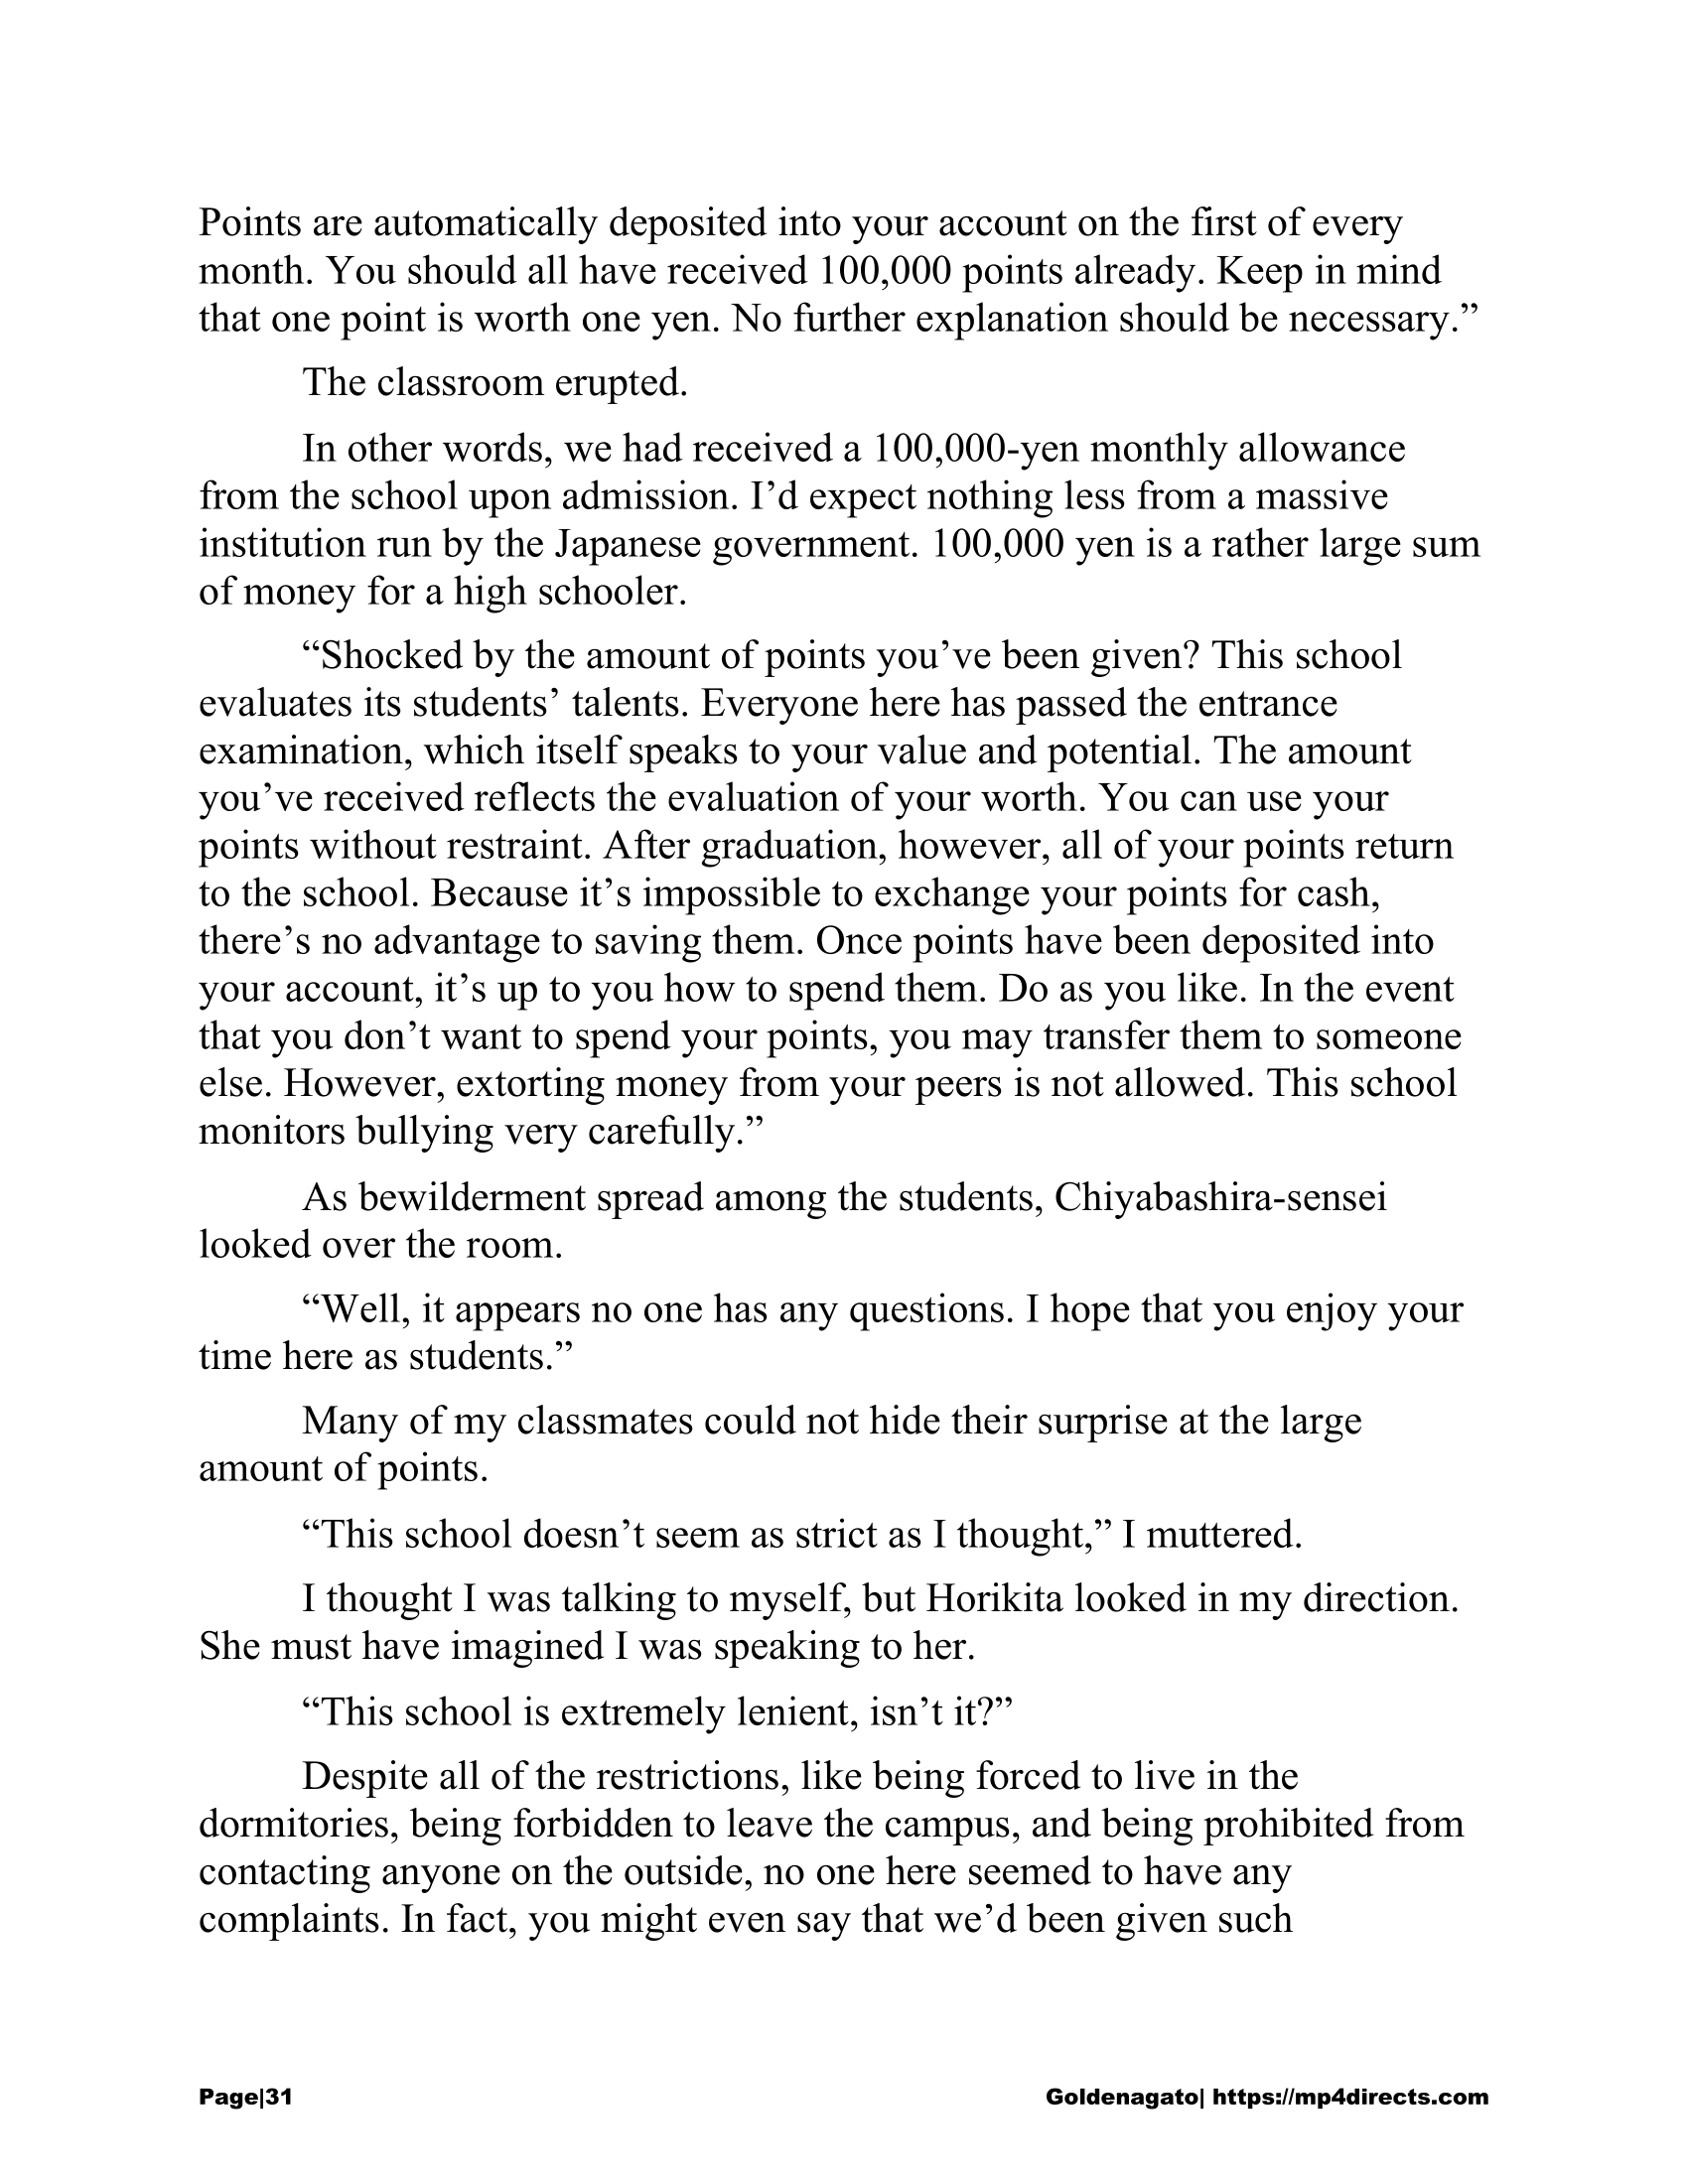 Points are automatically deposited into your account on the first of every
month. You should all have received 100,000 points already. Keep in mind
that one point is worth one yen. No further explanation should be necessary.”
The classroom erupted.
In other words, we had received a 100,000-yen monthly allowance
from the school upon admission. I’d expect nothing less from a massive
institution run by the Japanese government. 100,000 yen is a rather large sum
of money for a high schooler.
“Shocked by the amount of points you’ve been given? This school
evaluates its students’ talents. Everyone here has passed the entrance
examination, which itself speaks to your value and potential. The amount
you’ve received reflects the evaluation of your worth. You can use your
points without restraint. After graduation, however, all of your points return
to the school. Because it’s impossible to exchange your points for cash,
there’s no advantage to saving them. Once points have been deposited into
your account, it’s up to you how to spend them. Do as you like. In the event
that you don’t want to spend your points, you may transfer them to someone
else. However, extorting money from your peers is not allowed. This school
monitors bullying very carefully.”
As bewilderment spread among the students, Chiyabashira-sensei
looked over the room.
“Well, it appears no one has any questions. I hope that you enjoy your
time here as students.”
Many of my classmates could not hide their surprise at the large
amount of points.
“This school doesn’t seem as strict as I thought,” I muttered.
I thought I was talking to myself, but Horikita looked in my direction.
She must have imagined I was speaking to her.
“This school is extremely lenient, isn’t it?”
Despite all of the restrictions, like being forced to live in the
dormitories, being forbidden to leave the campus, and being prohibited from
contacting anyone on the outside, no one here seemed to have any
complaints. In fact, you might even say that we’d been given such
Page|31 Goldenagato| https://mp4directs.com